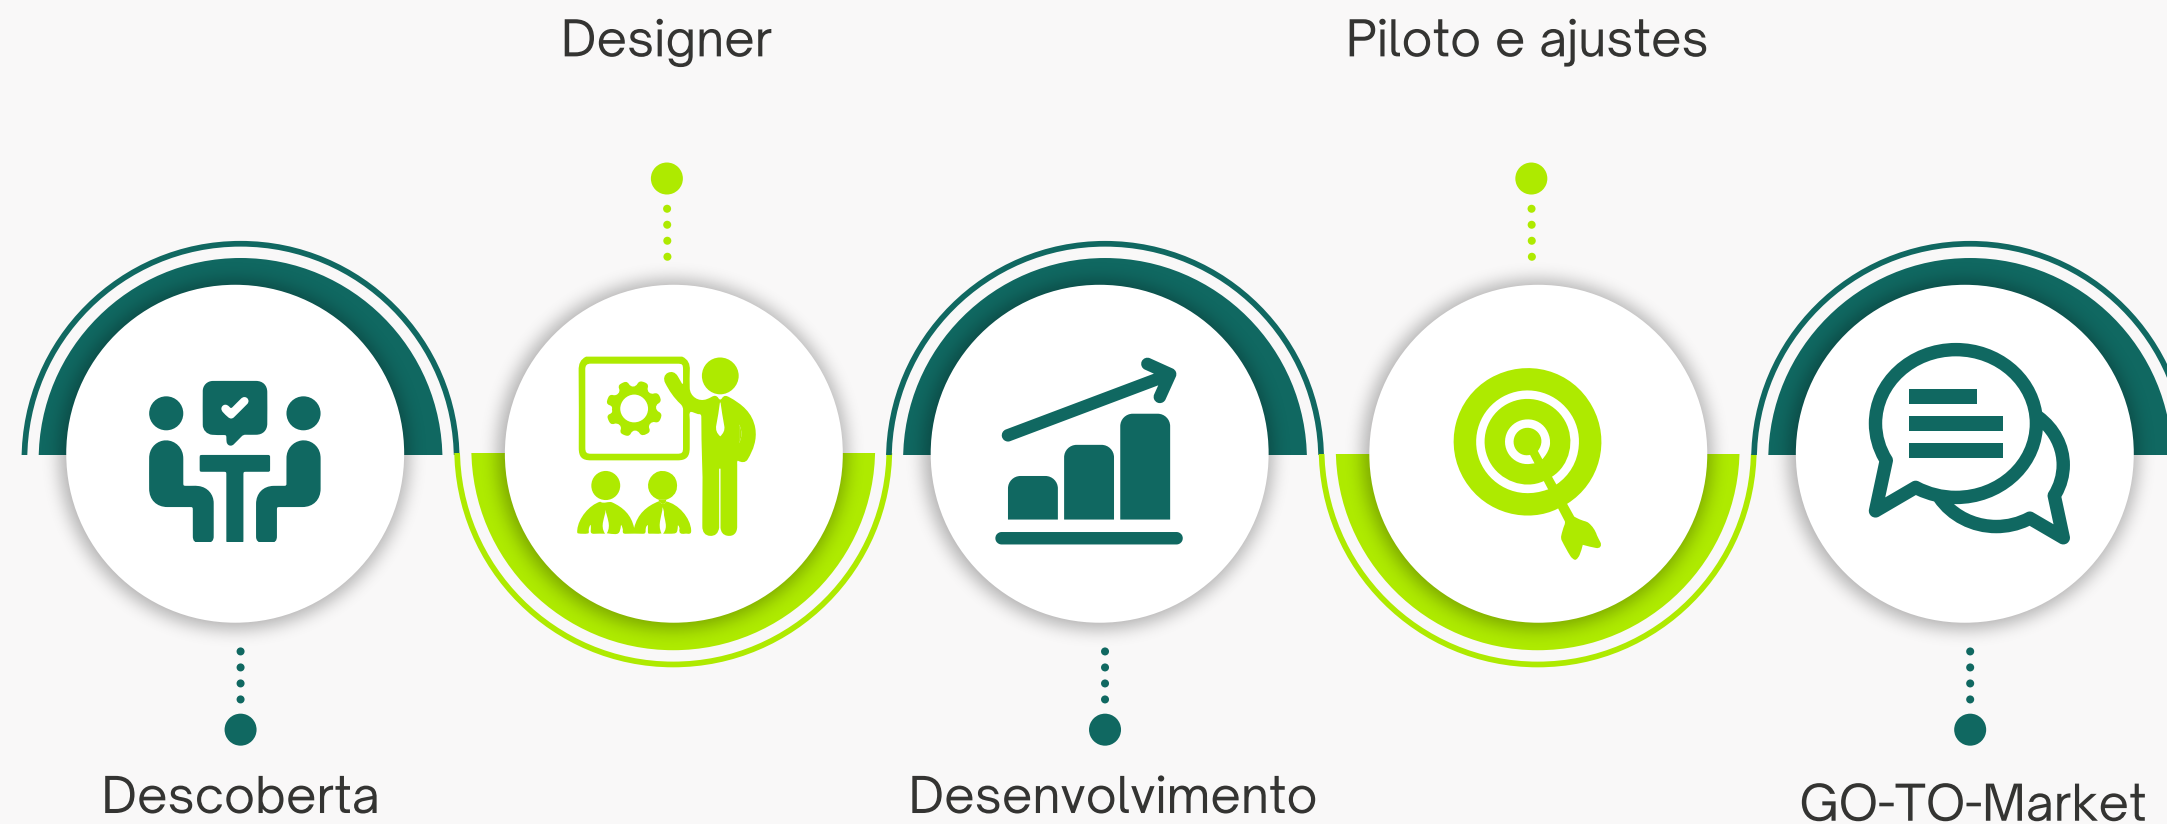 Designer
Piloto e ajustes
Descoberta
Desenvolvimento
GO-TO-Market